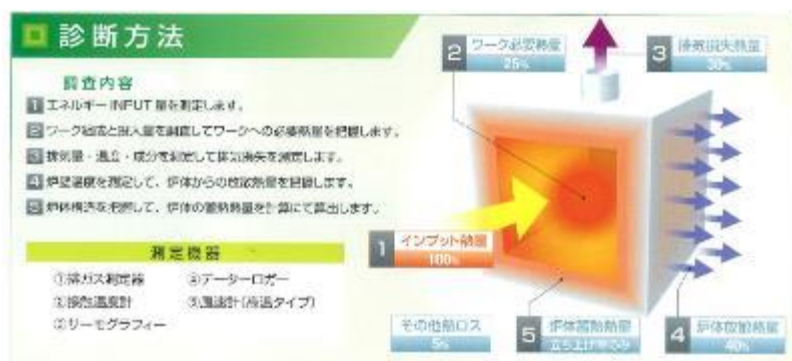 診断方法
調査内容
1 エネルギーINPUT量を測定します。
2 ワーク温度と投入量を調査してワークへの必要熱量を把握します。
3 排気量・温度・成分を測定して排気損失を測定します。
4 炉壁温度を測定して、炉体からの放散熱量を把握します。
5 炉体構造を把握して、炉体の蓄熱熱量を計算にて算出します。
測定機器
①排ガス測定器 ④データーロガー
②接触温度計 ⑤風速計(高温タイプ)
③サーモグラフィー
2 ワーク必要熱量
25%
3 排気損失熱量
30%
1 インプット熱量
100%
その他熱ロス
5%
5 炉体蓄熱熱量
立ち上げ時のみ
4 炉体放散熱量
40%